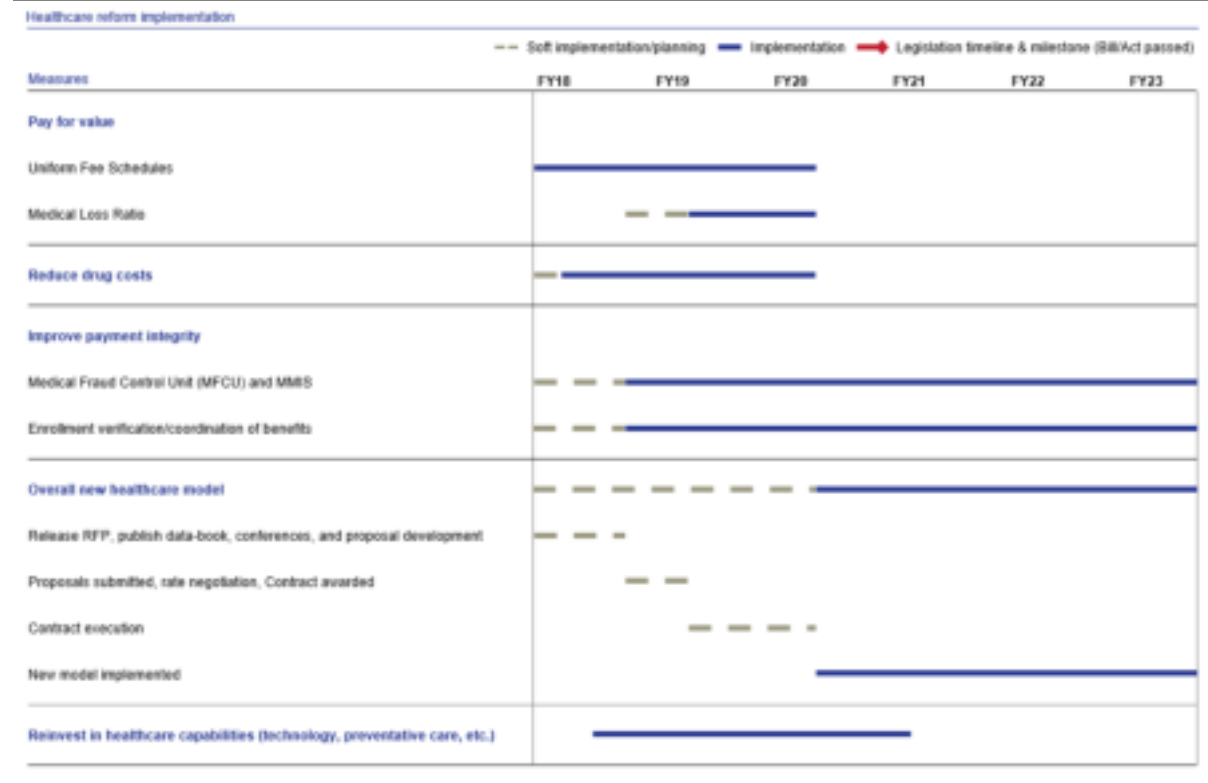 Healthcare reform implementation
Soft implementation/planning Implementation Legislation timeline & milestone (Bill/Act passed)
Measures FY18 FY19 FY20 FY21 FY22 FY23
Pay for value
Uniform Fee Schedules
Medical Loss Ratio
Reduce drug costs
Improve payment integrity
Medical Fraud Control Unit (MFCU) and MMIS
Enrollment verification/coordination of benefits
Overall new healthcare model
Release RFP, publish data-book, conferences, and proposal development
Proposals submitted, rate negotiation, Contract awarded
Contract execution
New model implemented
Reinvest in healthcare capabilities (technology, preventative care, etc.)